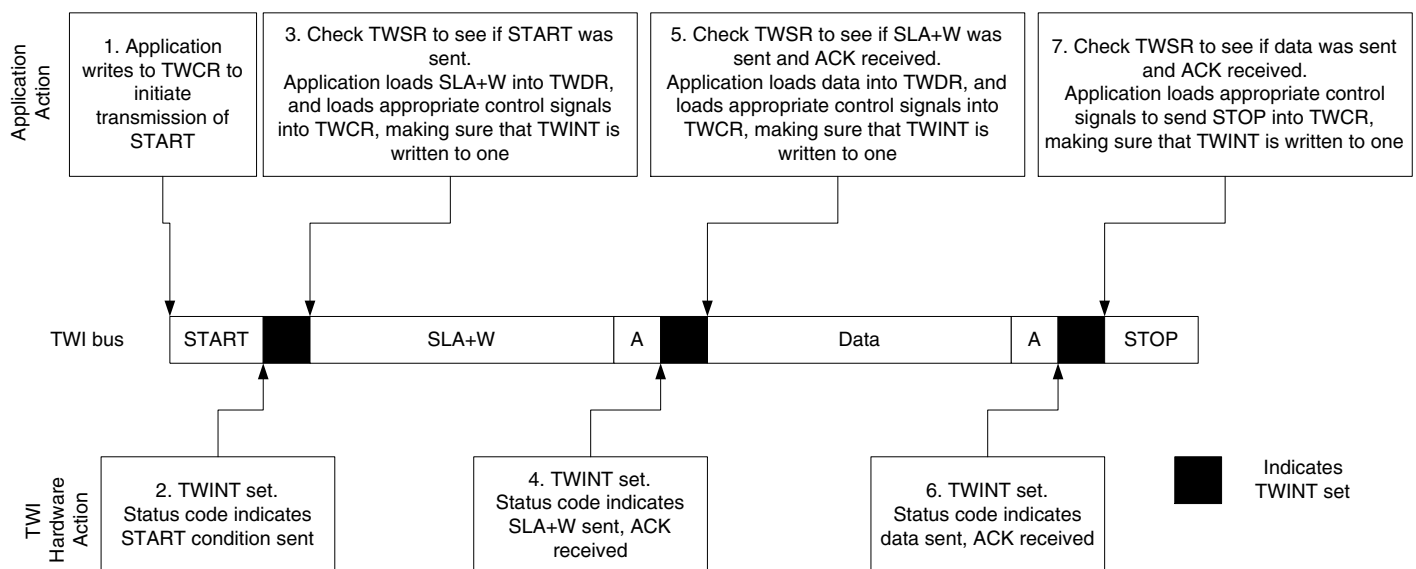 Application
Action
1. Application
writes to TWCR to
initiate
transmission of
START
3. Check TWSR to see if START was
sent.
Application loads SLA+W into TWDR,
and loads appropriate control signals
into TWCR, making sure that TWINT is
written to one
5. Check TWSR to see if SLA+W was
sent and ACK received.
Application loads data into TWDR, and
loads appropriate control signals into
TWCR, making sure that TWINT is
written to one
7. Check TWSR to see if data was sent
and ACK received.
Application loads appropriate control
signals to send STOP into TWCR,
making sure that TWINT is written to one
TWI bus
START
SLA+W
A
Data
A
STOP
TWI
Hardware
Action
2. TWINT set.
Status code indicates
START condition sent
4. TWINT set.
Status code indicates
SLA+W sent, ACK
received
6. TWINT set.
Status code indicates
data sent, ACK received
Indicates
TWINT set